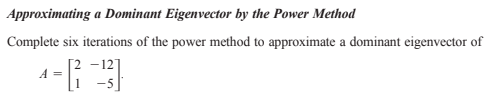 Approximating a Dominant Eigenvector by the Power Method
Complete six iterations of the power method to approximate a dominant eigenvector of
A = [2 −12
1 −5].